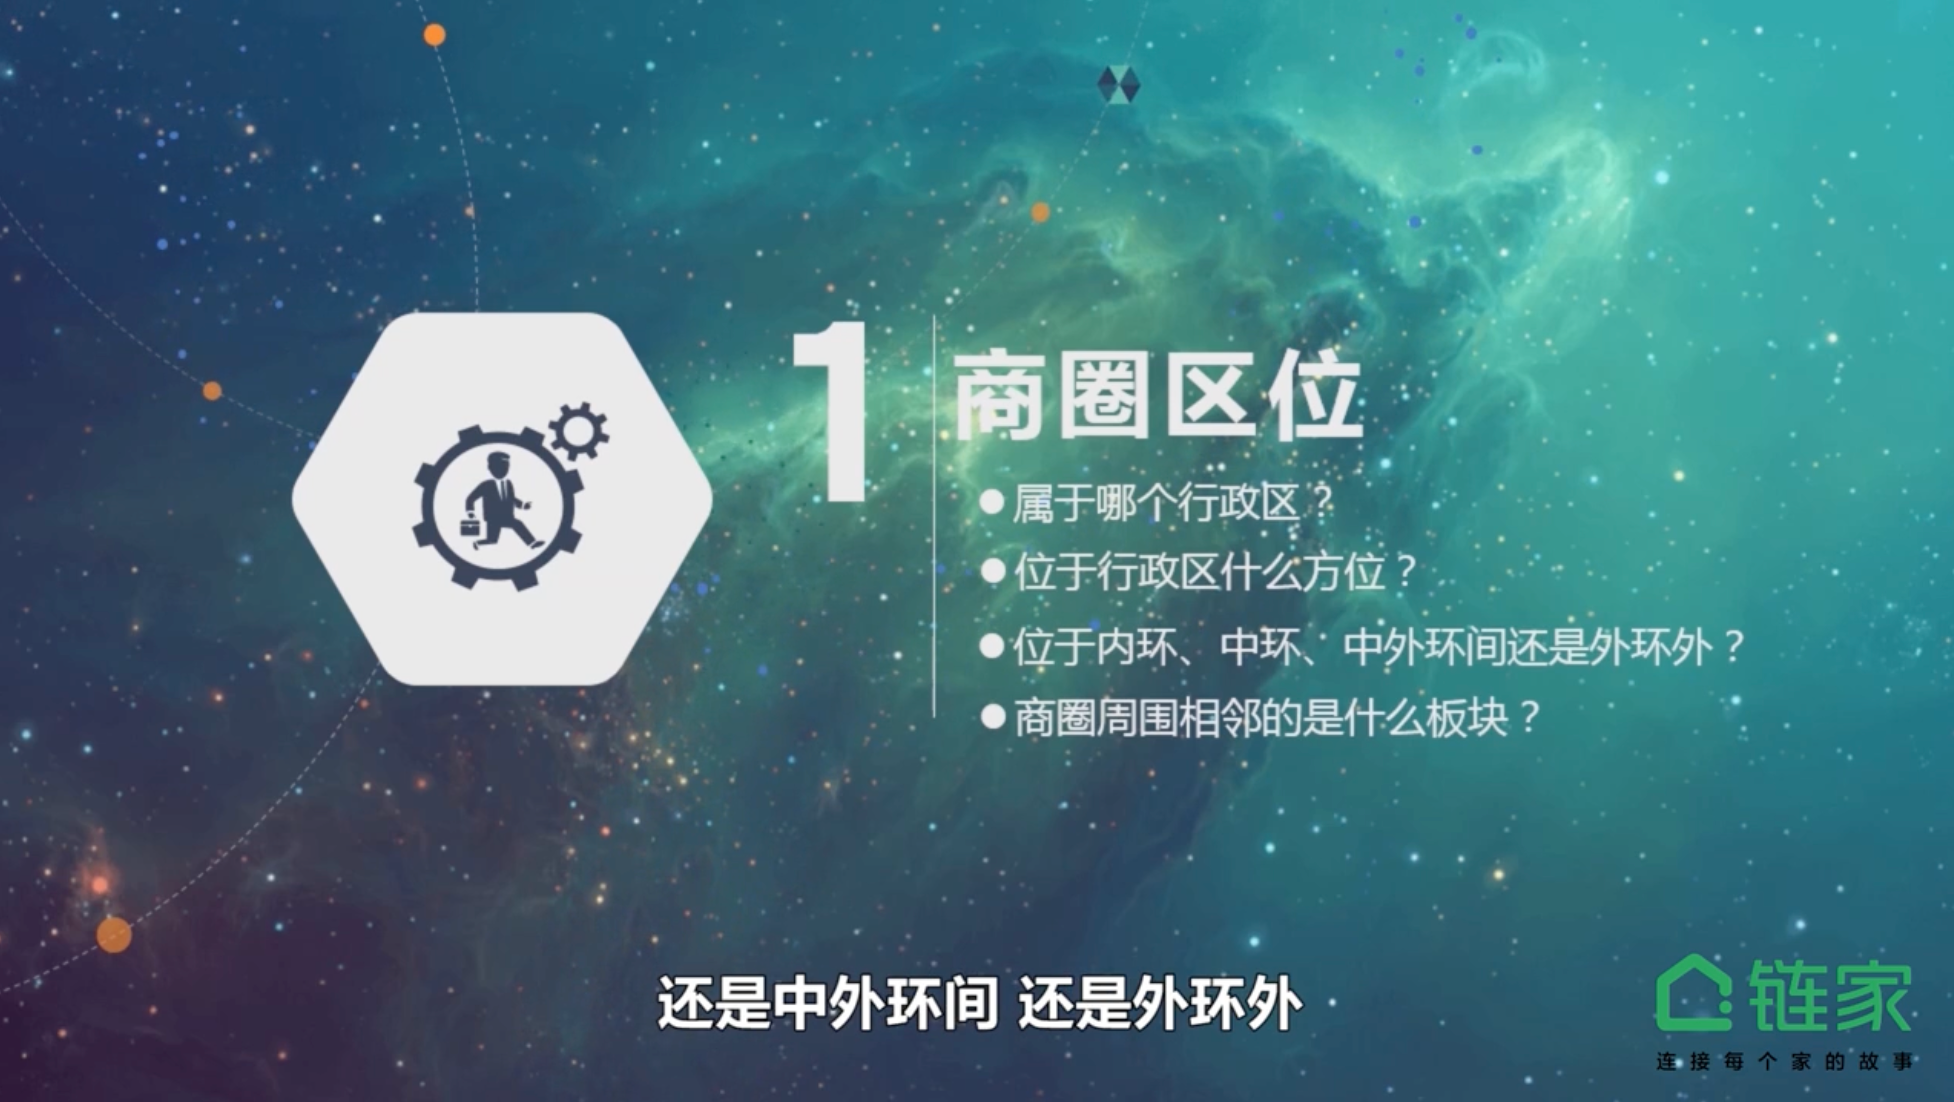 1
商圈区位
●属于哪个行政区？
●位于行政区什么方位？
●位于内环、中环、中外环间还是外环外？
●商圈周围相邻的是什么板块？
还是中外环间 还是外环外
链家
连接每个家的故事